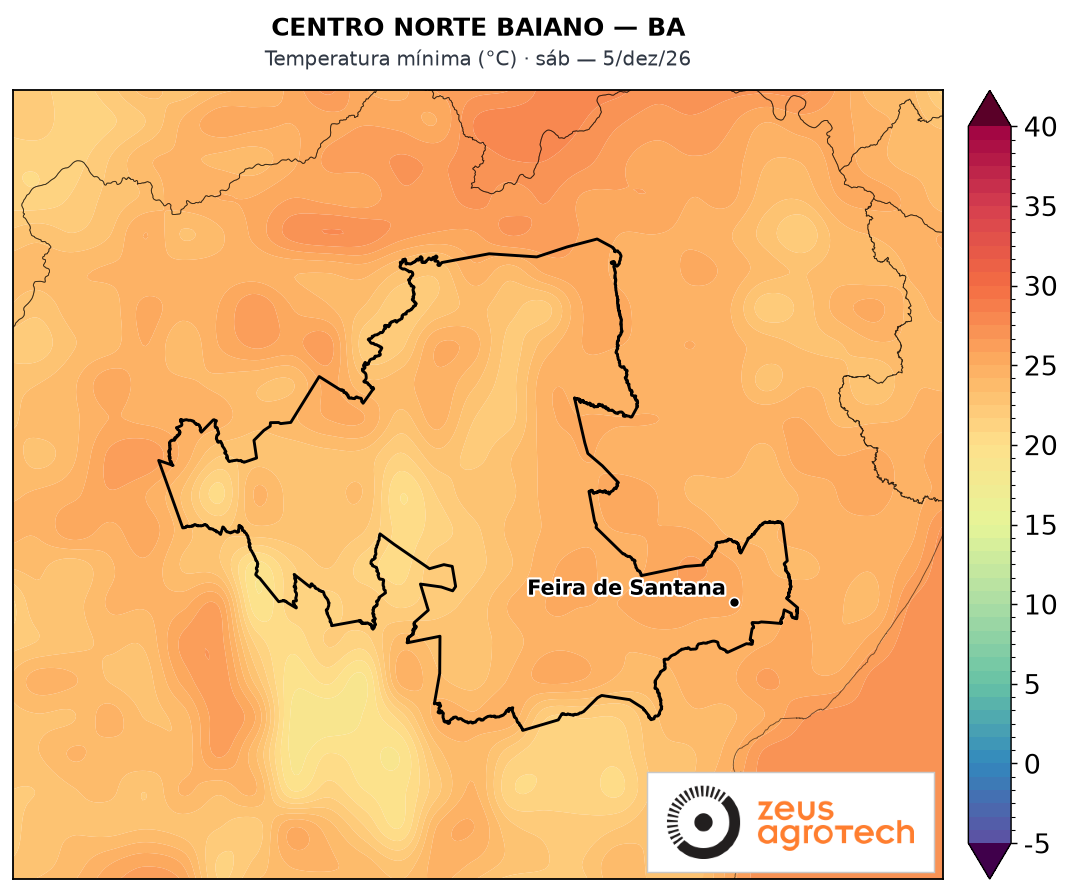 CENTRO NORTE BAIANO — BA
Temperatura mínima (°C) · sáb — 5/dez/26
40
35
30
25
20
15
10
5
0
-5
Feira de Santana
zeus
agrotech